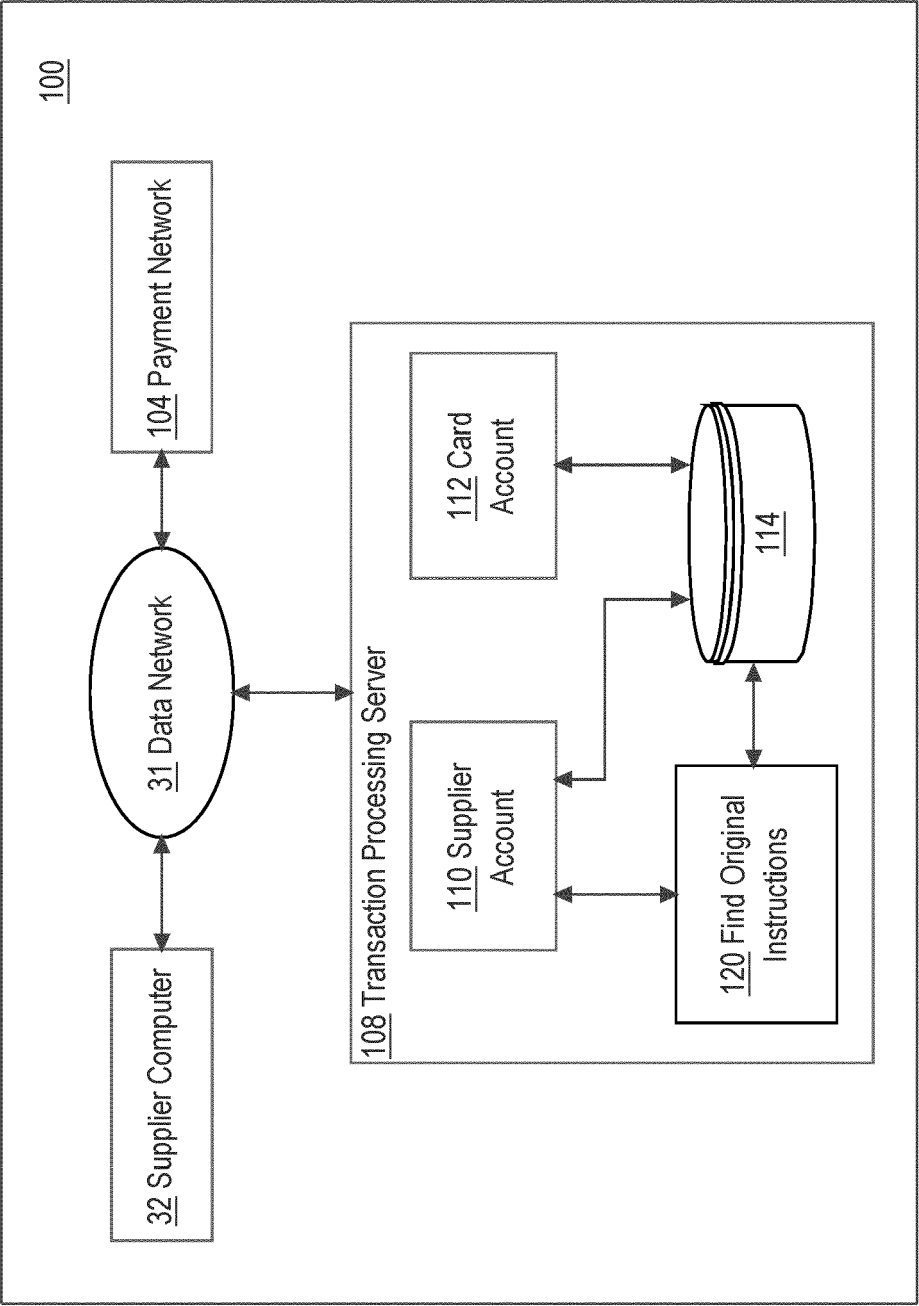 100
32 Supplier Computer
31 Data Network
104 Payment Network
108 Transaction Processing Server
110 Supplier
Account
112 Card
Account
120 Find Original
Instructions
114